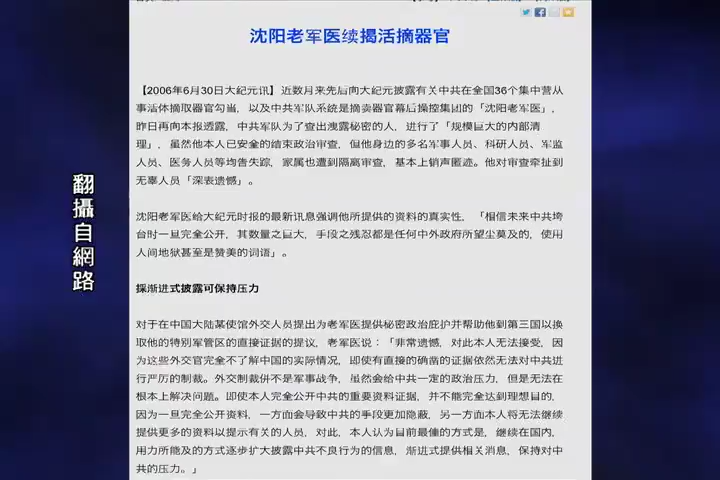 沈阳老军医续揭活摘器官
【2006年6月30日大纪元讯】近数月来先后向大纪元披露有关中共在全国36个集中营从
事活体摘取器官勾当，以及中共军队系统是摘卖器官幕后操控集团的「沈阳老军医」，
昨日再向本报透露，中共军队为了查出洩露秘密的人，进行了「规模巨大的内部清
理」，虽然他本人已安全的结束政治审查，但他身边的多名军事人员、科研人员、军监
人员、医务人员等均告失踪，家属也遭到隔离审查，基本上销声匿迹。他对审查牵扯到
无辜人员「深表遗憾」。
沈阳老军医给大纪元时报的最新讯息强调他所提供的资料的真实性，「相信未来中共垮
台时一旦完全公开，其数量之巨大，手段之残忍都是任何中外政府所望尘莫及的，使用
人间地狱甚至是赞美的词语」。
採渐进式披露可保持压力
对于在中国大陆某使馆外交人员提出为老军医提供秘密政治庇护并帮助他到第三国以换
取他的特别军管区的直接证据的提议，老军医说：「非常遗憾，对此本人无法接受，因
为这些外交官完全不了解中国的实际情况，即使有直接的确凿的证据依然无法对中共进
行严厉的制裁。外交制裁併不是军事战争，虽然会给中共一定的政治压力，但是无法在
根本上解决问题。即使本人完全公开中共的重要资料证据，并不能完全达到理想目的，
因为一旦完全公开资料，一方面会导致中共的手段更加隐蔽，另一方面本人将无法继续
提供更多的资料以提示有关的人员，对此，本人认为目前最僱的方式是，继续在国内，
用力所能及的方式逐步扩大披露中共不良行为的信息，渐进式提供相关消息，保持对中
共的压力。」
翻攝自網路